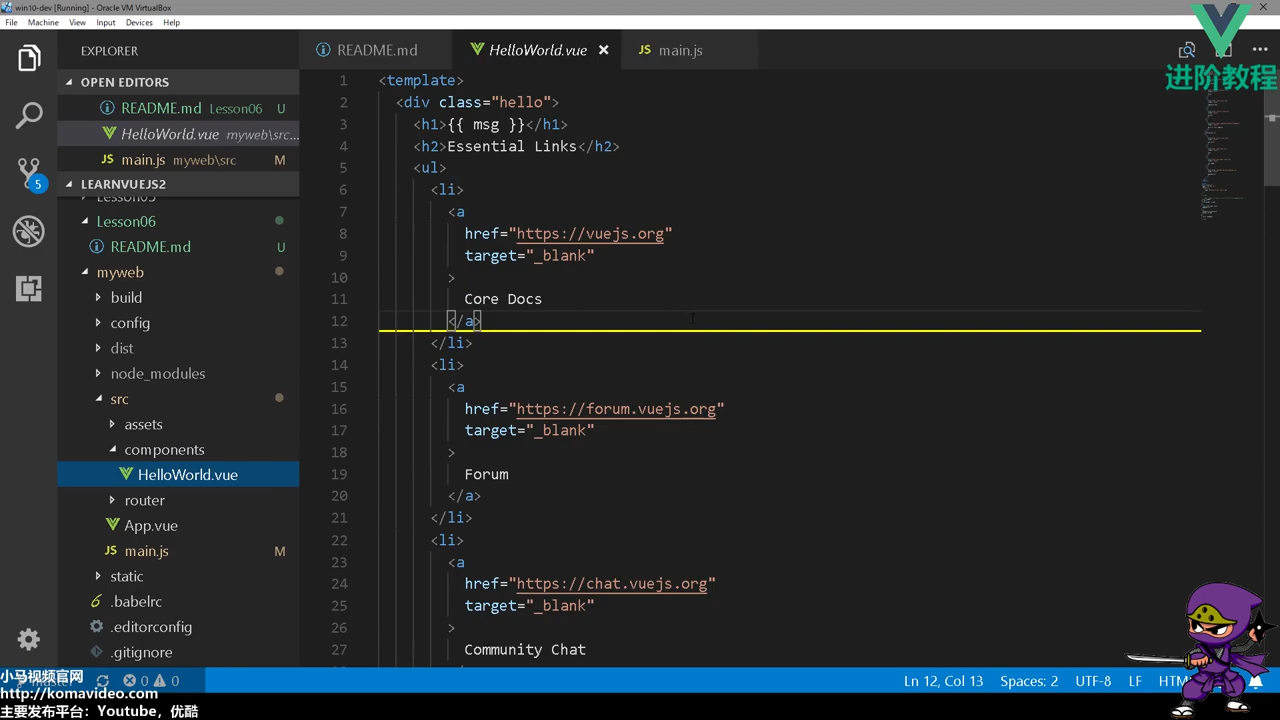 win10-dev [Running] - Oracle VM VirtualBox
File Machine View Input Devices Help
EXPLORER
OPEN EDITORS
README.md Lesson06 U
HelloWorld.vue myweb\src...
main.js myweb\src M
LEARNVUEJS2
Lesson06
README.md U
myweb
build
config
dist
node_modules
src
assets
components
HelloWorld.vue
router
App.vue
main.js M
static
.babelrc
.editorconfig
.gitignore
5
README.md HelloWorld.vue main.js
进阶教程
1 <template>
2 <div class="hello">
3 <h1>{{ msg }}</h1>
4 <h2>Essential Links</h2>
5 <ul>
6 <li>
7 <a
8 href="https://vuejs.org"
9 target="_blank"
10 >
11 Core Docs
12 </a>
13 </li>
14 <li>
15 <a
16 href="https://forum.vuejs.org"
17 target="_blank"
18 >
19 Forum
20 </a>
21 </li>
22 <li>
23 <a
24 href="https://chat.vuejs.org"
25 target="_blank"
26 >
27 Community Chat
小马视频官网
http://komavideo.com
主要发布平台：Youtube，优酷
0 0
Ln 12, Col 13 Spaces: 2 UTF-8 LF